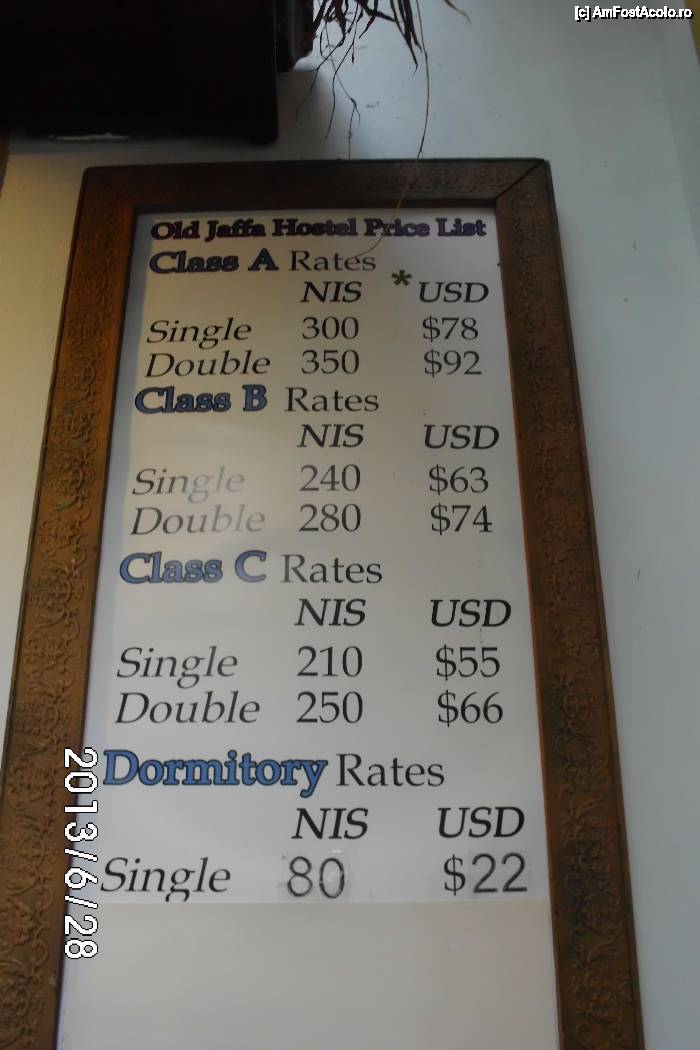 [c] AmFostAcolo.ro
Old Jaffa Hostel Price List
Class A Rates
NIS *USD
Single 300 $78
Double 350 $92
Class B Rates
NIS USD
Single 240 $63
Double 280 $74
Class C Rates
NIS USD
Single 210 $55
Double 250 $66
Dormitory Rates
NIS USD
Single 80 $22
2013/6/28